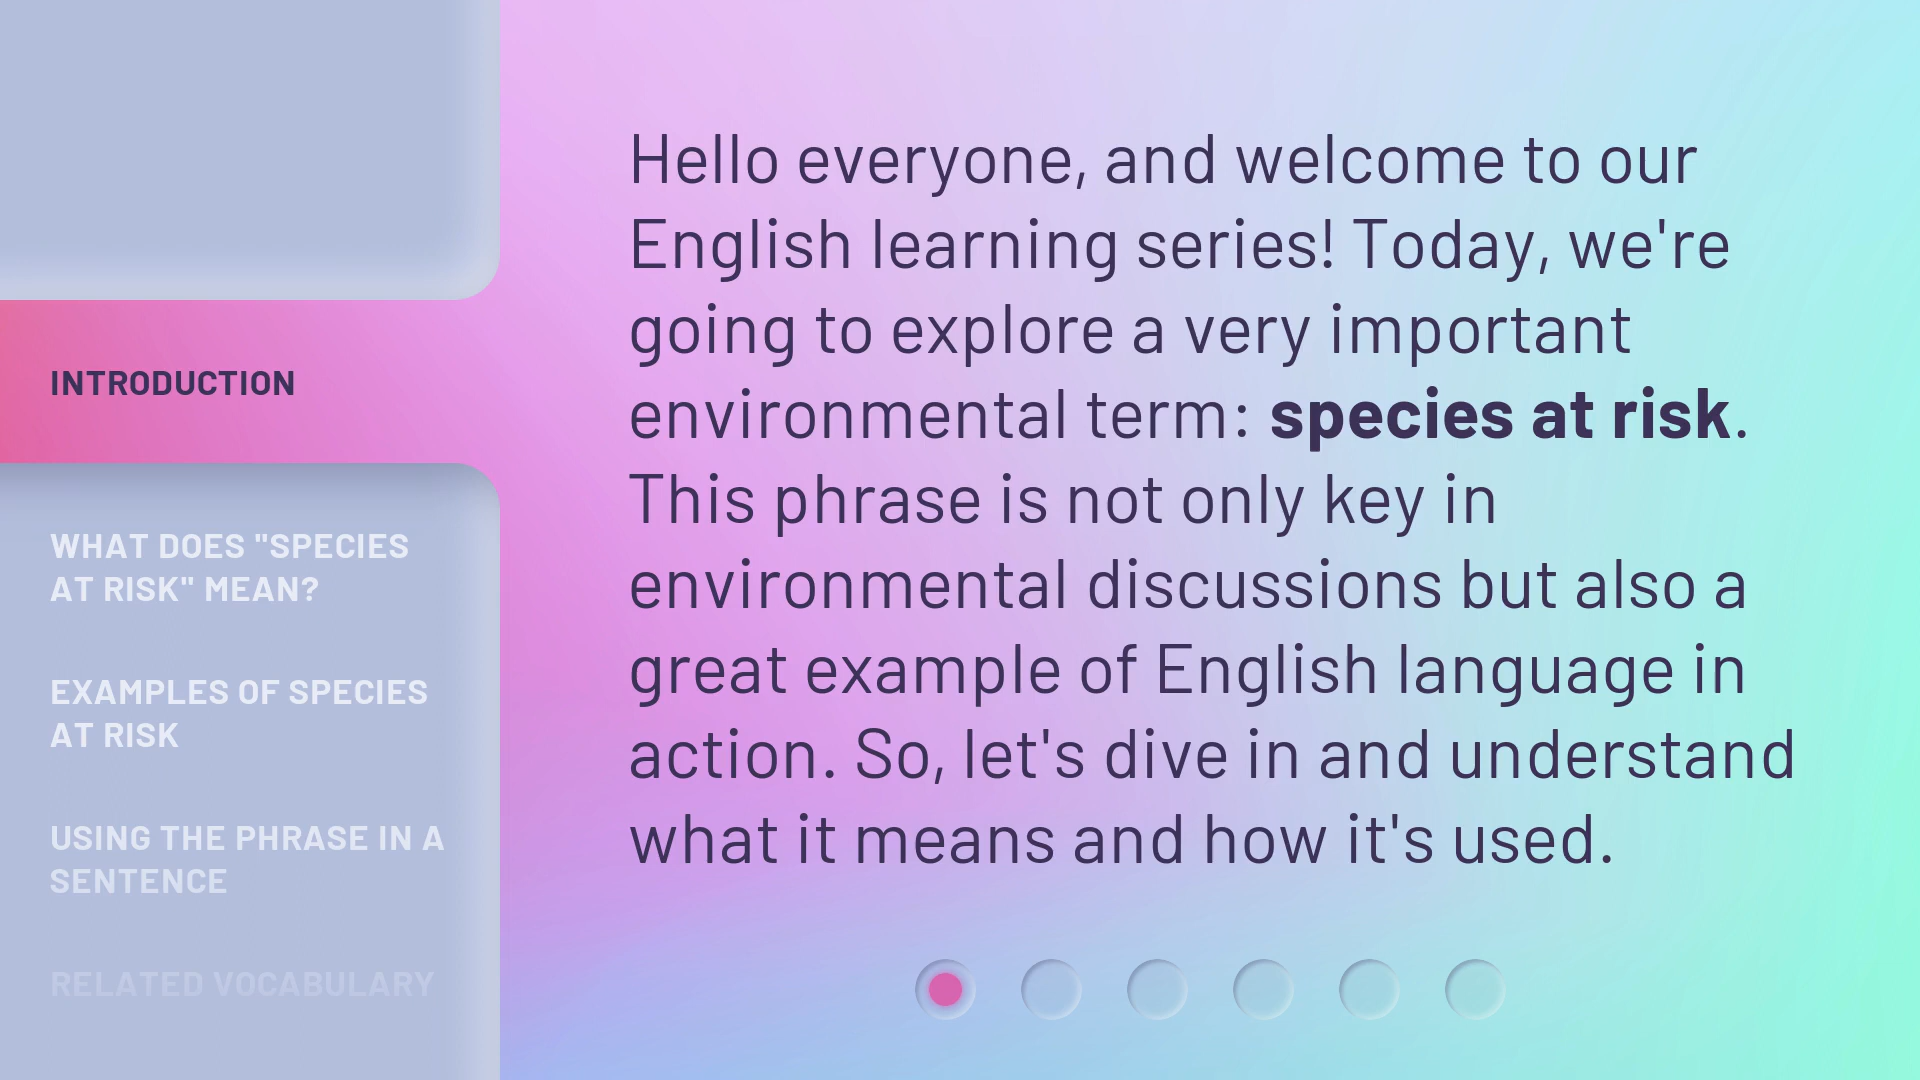 INTRODUCTION
WHAT DOES "SPECIES
AT RISK" MEAN?
EXAMPLES OF SPECIES
AT RISK
USING THE PHRASE IN A
SENTENCE
RELATED VOCABULARY
Hello everyone, and welcome to our
English learning series! Today, we're
going to explore a very important
environmental term: species at risk.
This phrase is not only key in
environmental discussions but also a
great example of English language in
action. So, let's dive in and understand
what it means and how it's used.